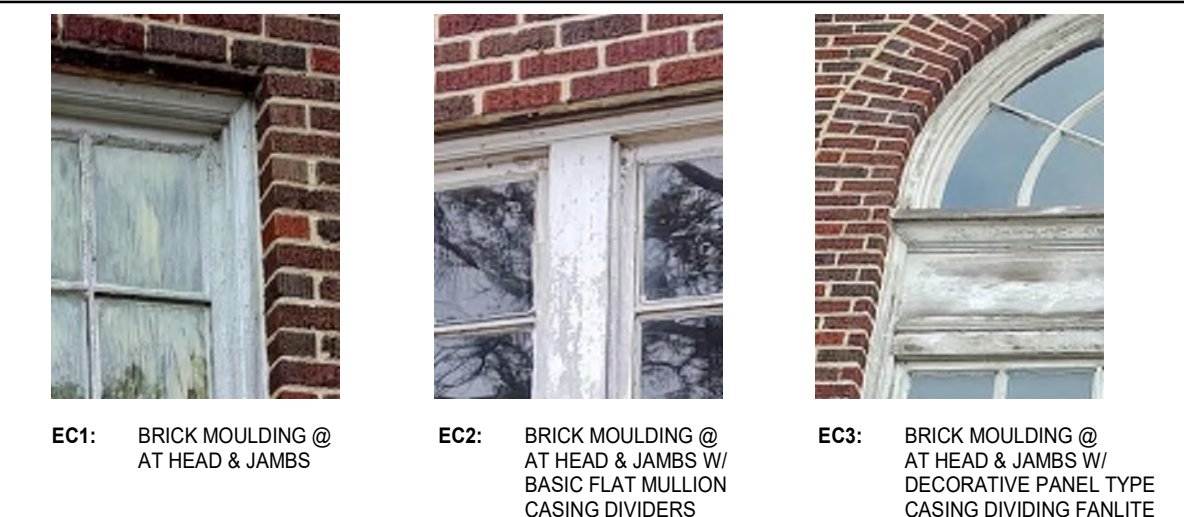 EC1: BRICK MOULDING @
AT HEAD & JAMBS
EC2: BRICK MOULDING @
AT HEAD & JAMBS W/
BASIC FLAT MULLION
CASING DIVIDERS
EC3: BRICK MOULDING @
AT HEAD & JAMBS W/
DECORATIVE PANEL TYPE
CASING DIVIDING FANLITE